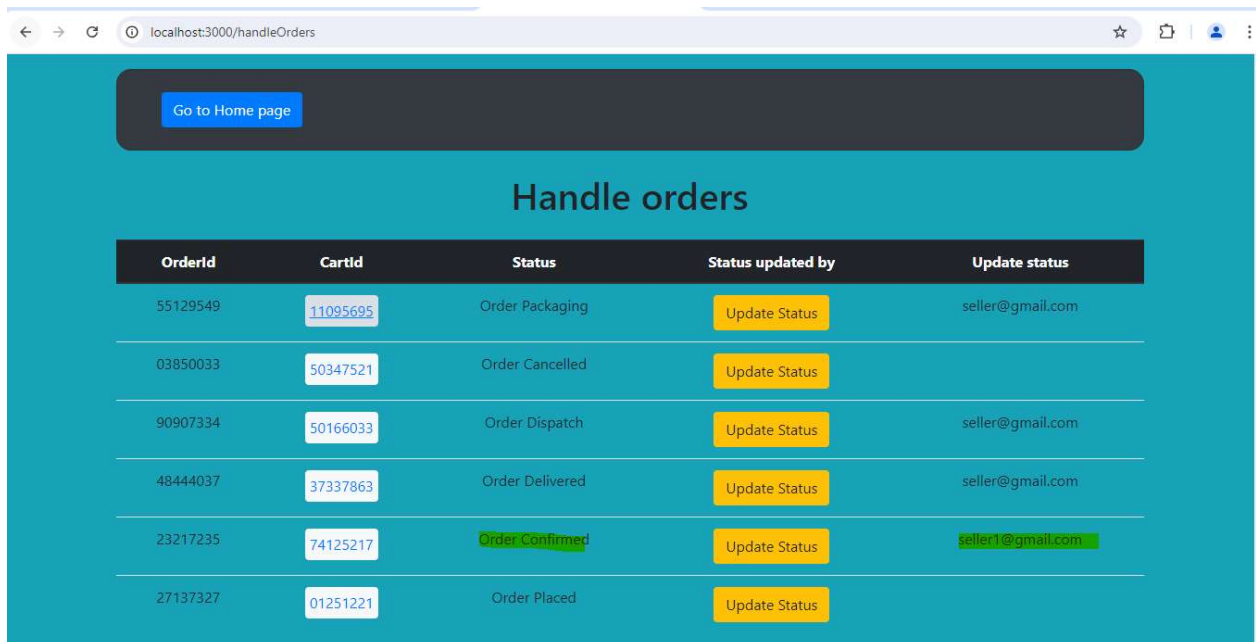 localhost:3000/handleOrders
Go to Home page
Handle orders
OrderId CartId Status Status updated by Update status
55129549 11095695 Order Packaging Update Status seller@gmail.com
03850033 50347521 Order Cancelled Update Status
90907334 50166033 Order Dispatch Update Status seller@gmail.com
48444037 37337863 Order Delivered Update Status seller@gmail.com
23217235 74125217 Order Confirmed Update Status seller1@gmail.com
27137327 01251221 Order Placed Update Status